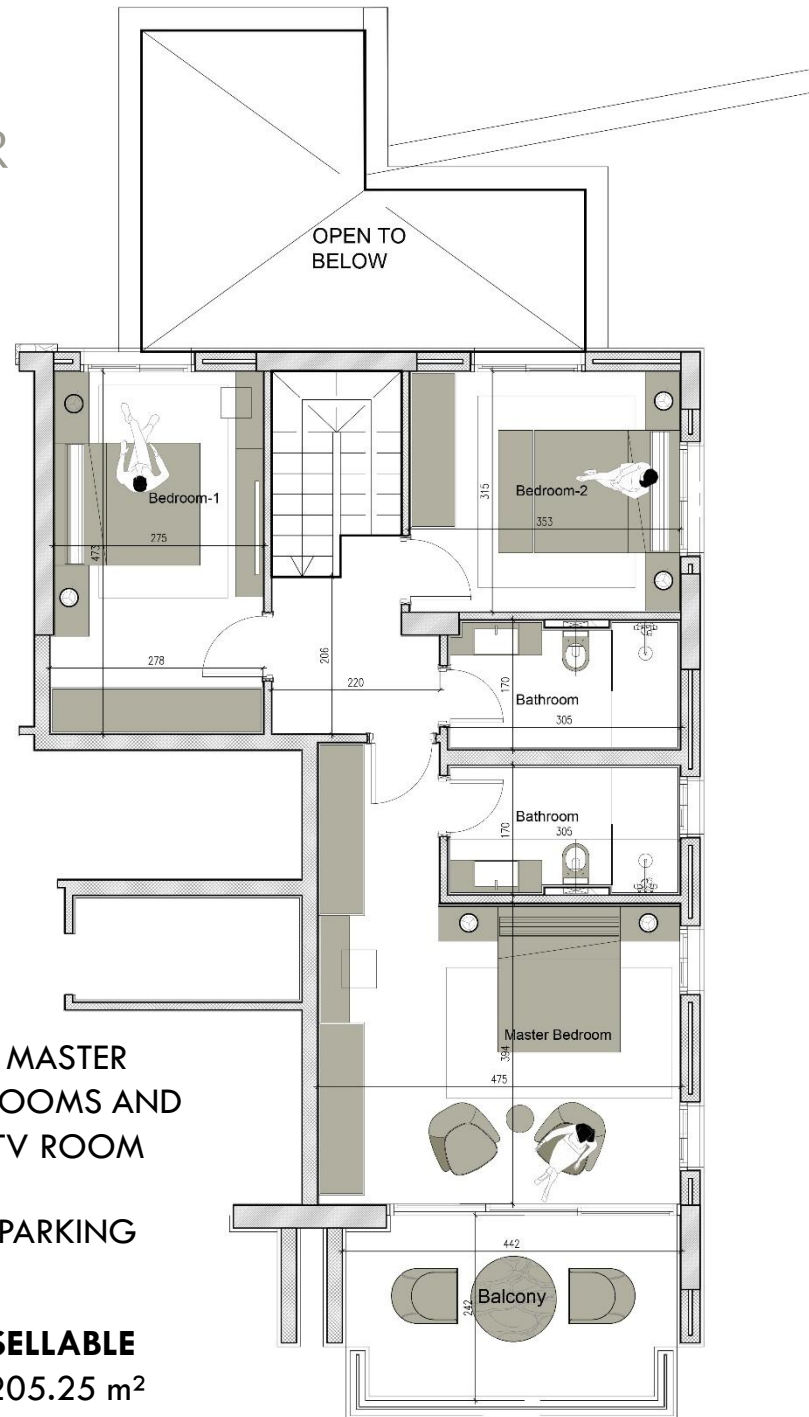 R
OPEN TO
BELOW
Bedroom-1
275
473
278
Bedroom-2
315
353
206
220
170
Bathroom
305
Bathroom
170
305
Master Bedroom
394
475
MASTER
OOMS AND
TV ROOM
PARKING
442
Balcony
242
SELLABLE
205.25 m²